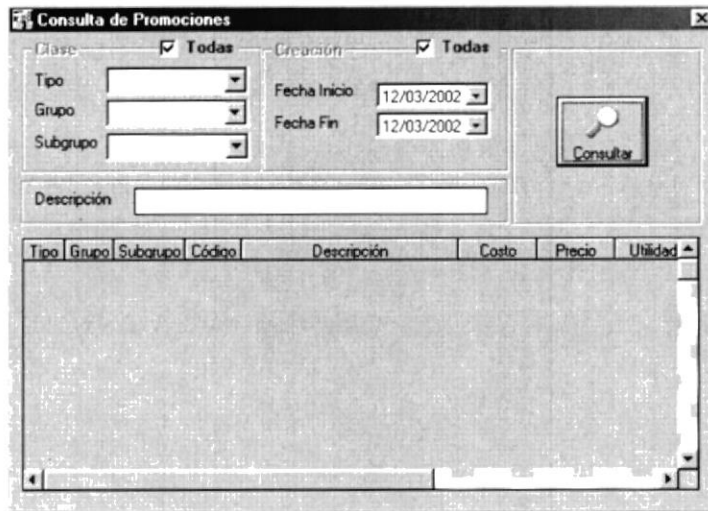 Consulta de Promociones
Clase Todas Creación Todas
Tipo
Grupo
Subgrupo
Fecha Inicio 12/03/2002
Fecha Fin 12/03/2002
Consultar
Descripción
Tipo Grupo Subgrupo Código Descripción Costo Precio Utilidad